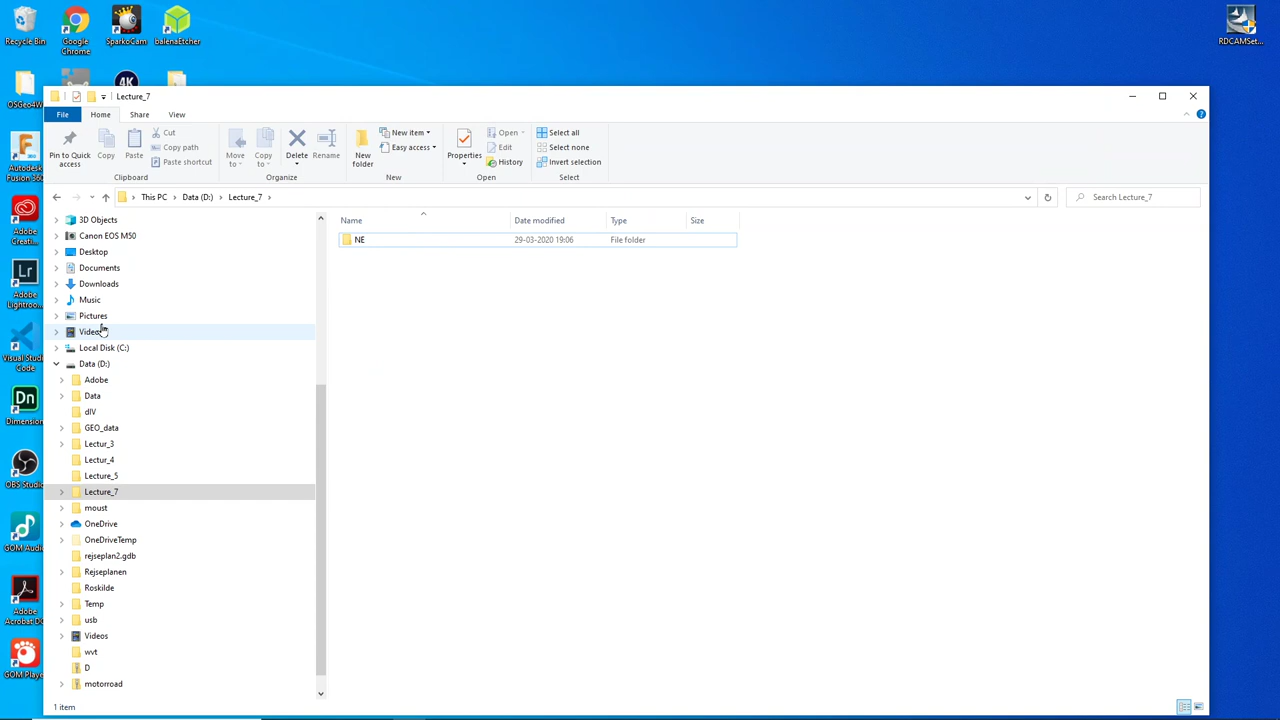 Recycle Bin
Google Chrome
SparkoCam
balenaEtcher
RDCAMSet...
OSGeo4W
Autodesk Fusion 360
Adobe Creati...
Adobe Lightroo...
Visual Studio Code
Dimension
OBS Studio
GOM Audio
Adobe Acrobat DC
GOM Player
Lecture_7
File Home Share View
Pin to Quick access
Copy
Paste
Cut
Copy path
Paste shortcut
Clipboard
Move to
Copy to
Delete
Rename
Organize
New folder
New item
Easy access
New
Properties
Open
Edit
History
Open
Select all
Select none
Invert selection
Select
This PC > Data (D:) > Lecture_7 >
Search Lecture_7
Name Date modified Type Size
NE 29-03-2020 19:06 File folder
3D Objects
Canon EOS M50
Desktop
Documents
Downloads
Music
Pictures
Videos
Local Disk (C:)
Data (D:)
Adobe
Data
dIV
GEO_data
Lectur_3
Lectur_4
Lecture_5
Lecture_7
moust
OneDrive
OneDriveTemp
rejseplan2.gdb
Rejseplanen
Roskilde
Temp
usb
Videos
wvt
D
motorroad
1 item